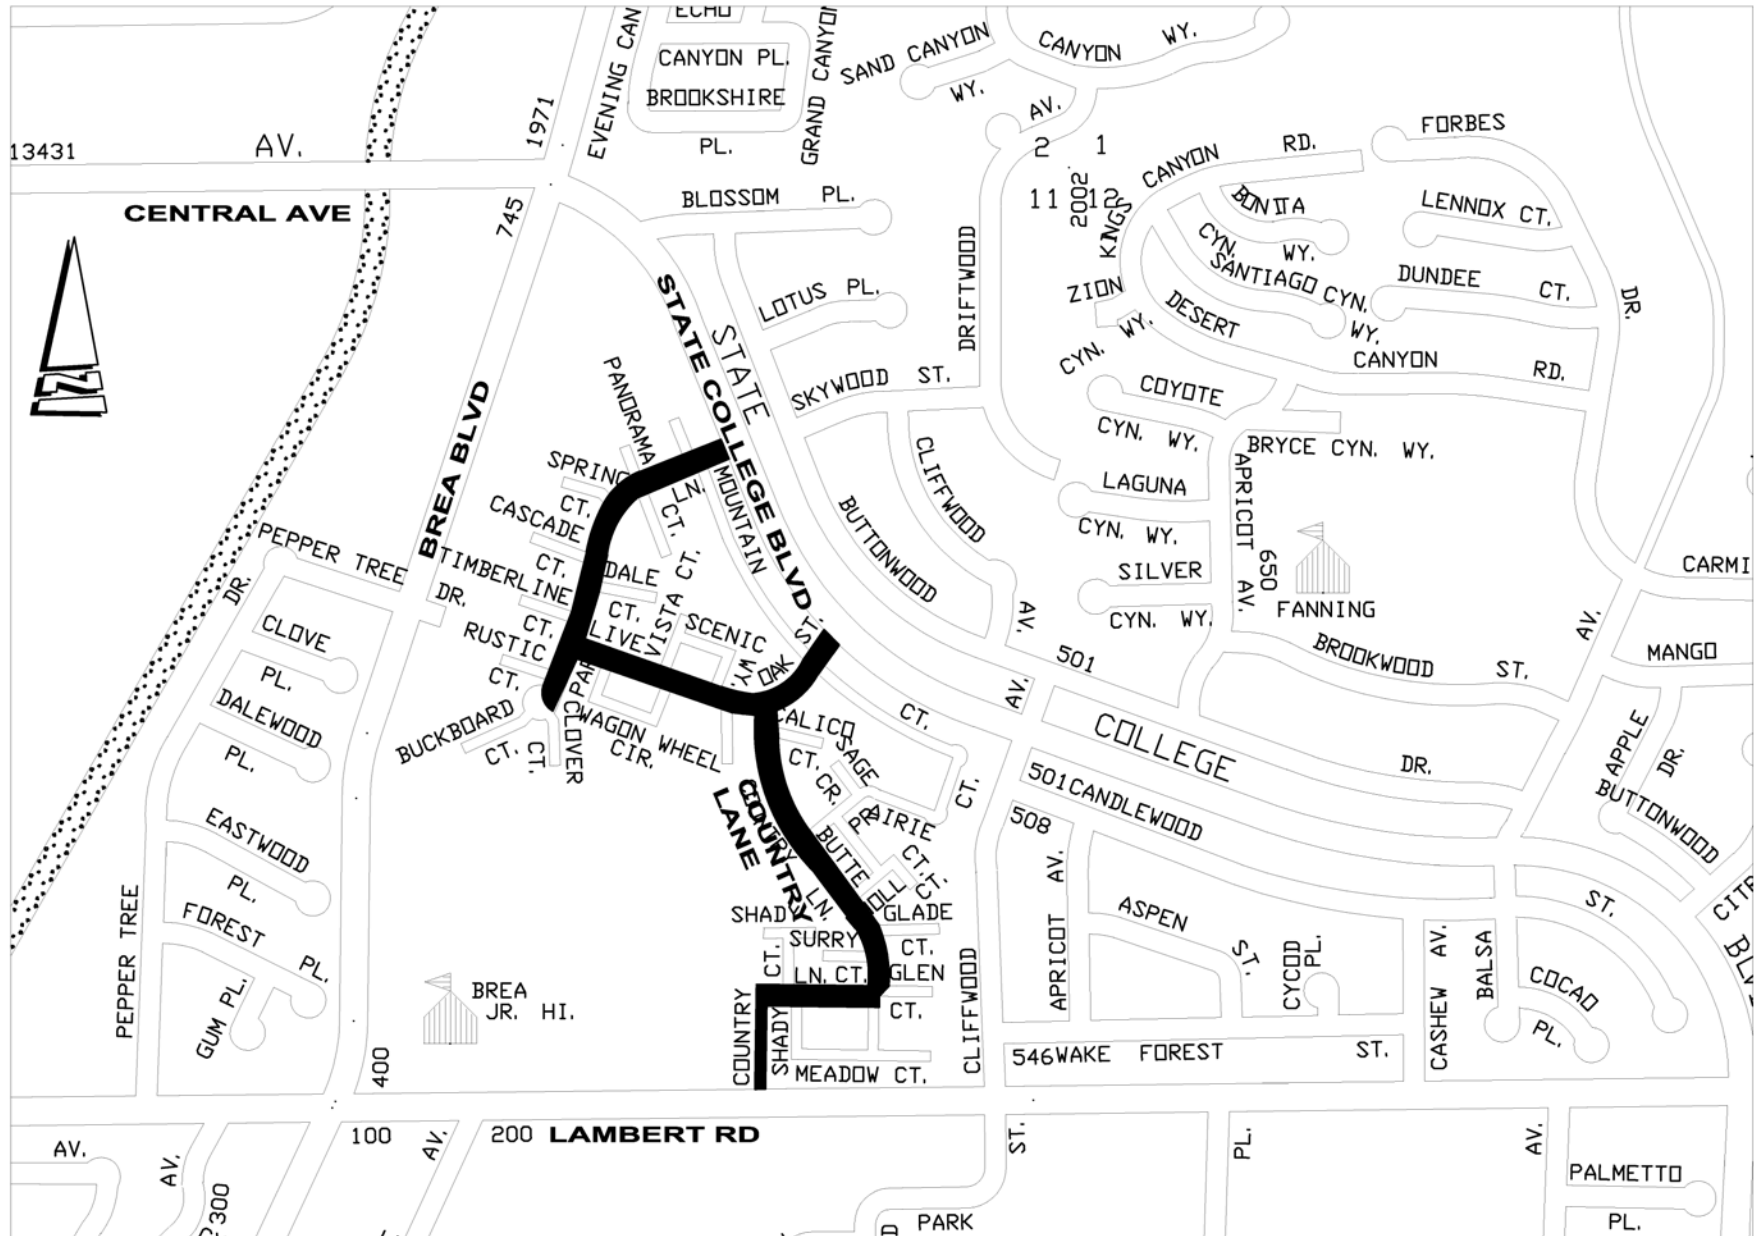 ECHO
CANYON PL.
BROOKSHIRE
PL.
EVENING CAN
GRAND CANYON
1971
SAND CANYON
WY.
CANYON WY.
AV.
13431
AV.
CENTRAL AVE
745
2 1
11 12
2002
KINGS CANYON RD.
FORBES
DR.
BLOSSOM PL.
LOTUS PL.
DRIFTWOOD
BONITA
CYN. WY.
LENNOX CT.
SANTIAGO CYN.
WY.
DUNDEE CT.
ZION
CYN. WY.
DESERT
CANYON RD.
N
BREA BLVD
STATE COLLEGE BLVD
STATE
SKYWOOD ST.
COYOTE
CYN. WY.
BRYCE CYN. WY.
CLIFFWOOD
AV.
LAGUNA
CYN. WY.
APRICOT AV.
650
FANNING
SILVER
CYN. WY.
BUTTONWOOD
PANORAMA
CT.
SPRING
CT.
LN.
MOUNTAIN
CT.
CASCADE
CT.
TIMBERLINE
CT.
DALE
CT.
VISTA CT.
RUSTIC
CT.
LIVE
OAK
ST.
SCENIC
WY.
WAGON WHEEL
CIR.
BUCKBOARD
CT.
CLOVER
CT.
PEPPER TREE
DR.
DR.
CLOVE
PL.
DALEWOOD
PL.
EASTWOOD
PL.
FOREST PL.
GUM PL.
PEPPER TREE
CALICO
CT.
SAGE
CR.
PRAIRIE
CT.
BUTTE
CT.
COUNTRY
LANE
LN.
SHADY
GLADE
CT.
SURRY
CT.
LN. CT.
GLEN
CT.
COUNTRY
SHADY
MEADOW CT.
BREA
JR. HI.
400
CLIFFWOOD
AV.
501
COLLEGE
DR.
BROOKWOOD ST.
AV.
CARMI
MANGO
APPLE
DR.
BUTTONWOOD
501
CANDLEWOOD
ST.
508
APRICOT AV.
ASPEN
ST.
CYCOD
PL.
CASHEW AV.
BALSA
COCAO
PL.
CITR
546 WAKE FOREST ST.
100
200
LAMBERT RD
AV.
AV.
AV.
300
ST.
PL.
AV.
PARK
PALMETTO
PL.